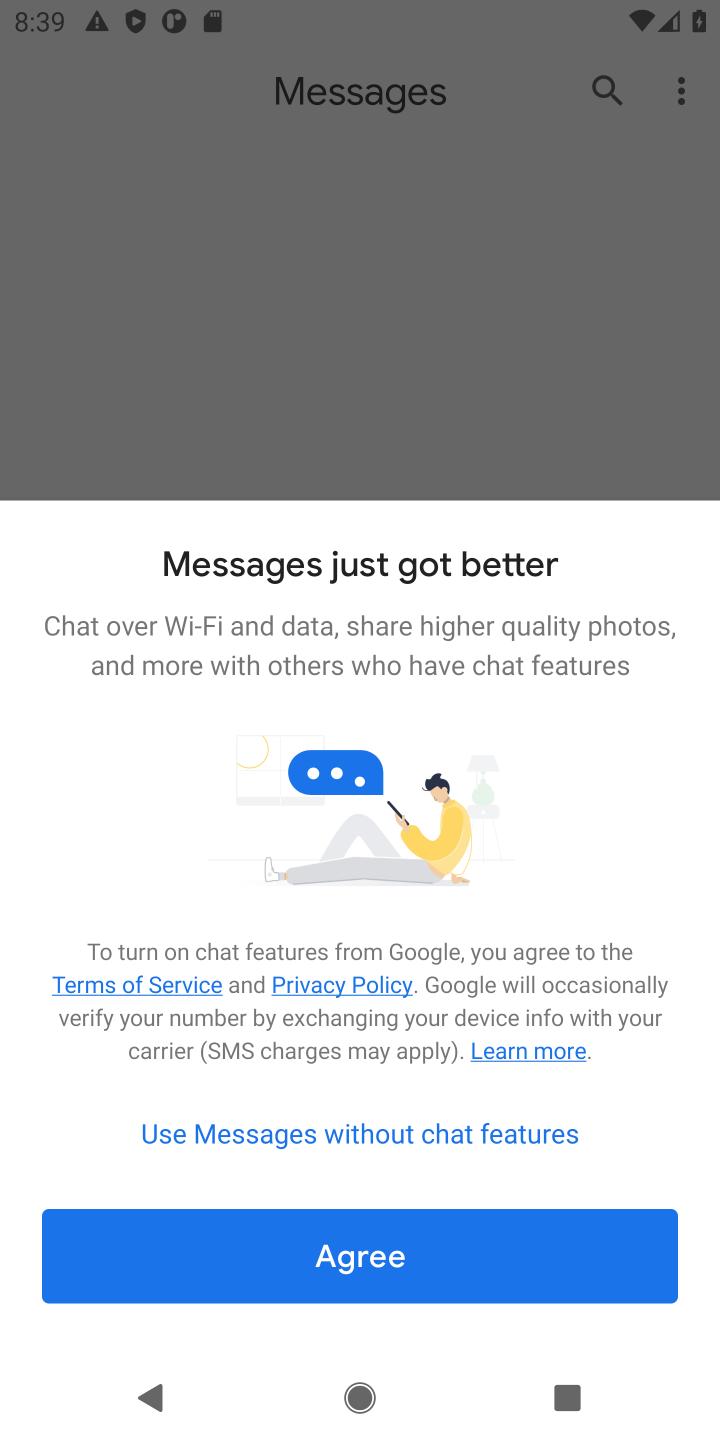 8:39
Messages
Messages just got better
Chat over Wi-Fi and data, share higher quality photos,
and more with others who have chat features
To turn on chat features from Google, you agree to the
Terms of Service and Privacy Policy. Google will occasionally
verify your number by exchanging your device info with your
carrier (SMS charges may apply). Learn more.
Use Messages without chat features
Agree